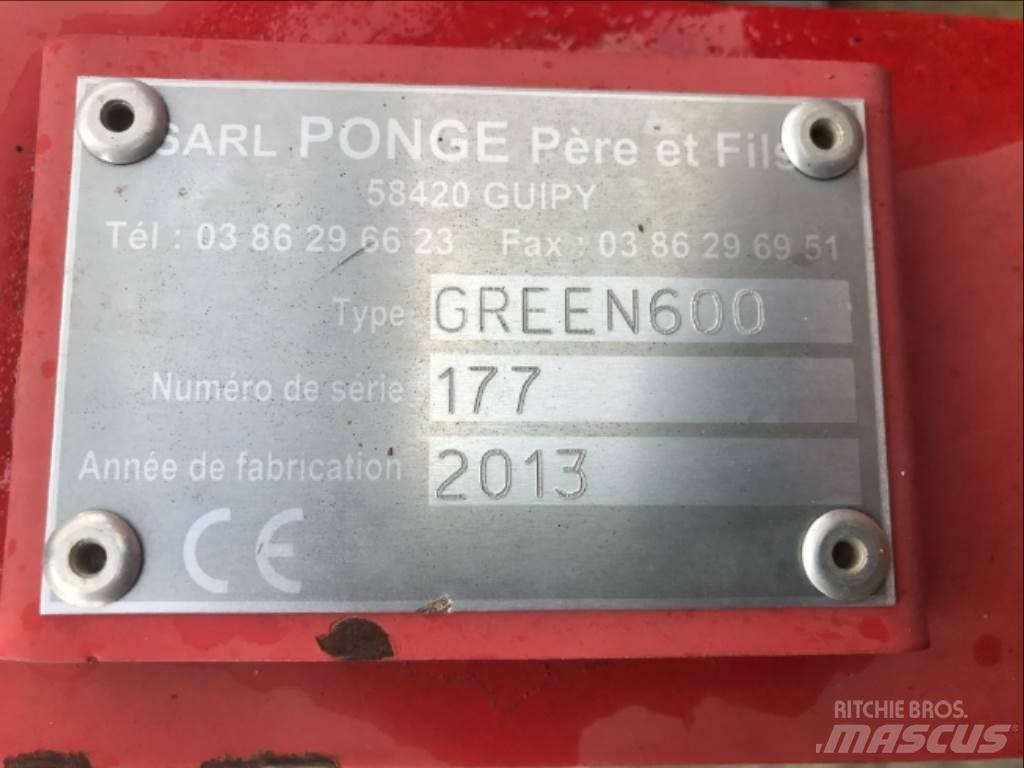 SARL PONGE Père et Fils
58420 GUIPY
Tél : 03 86 29 66 23 Fax : 03 86 29 69 51
Type GREEN600
Numéro de série 177
Année de fabrication 2013
CE
RITCHIE BROS.
MASCUS